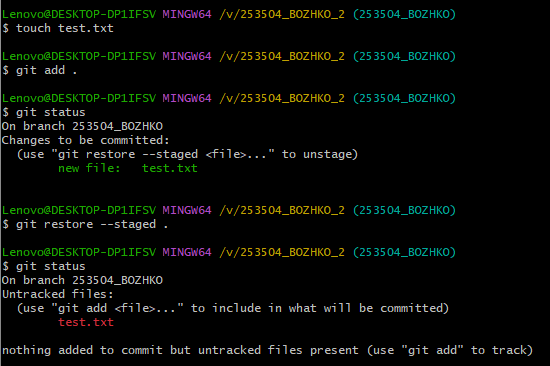 Lenovo@DESKTOP-DP1IFSV MINGW64 /v/253504_BOZHKO_2 (253504_BOZHKO)
$ touch test.txt
Lenovo@DESKTOP-DP1IFSV MINGW64 /v/253504_BOZHKO_2 (253504_BOZHKO)
$ git add .
Lenovo@DESKTOP-DP1IFSV MINGW64 /v/253504_BOZHKO_2 (253504_BOZHKO)
$ git status
On branch 253504_BOZHKO
Changes to be committed:
  (use "git restore --staged <file>..." to unstage)
        new file:   test.txt
Lenovo@DESKTOP-DP1IFSV MINGW64 /v/253504_BOZHKO_2 (253504_BOZHKO)
$ git restore --staged .
Lenovo@DESKTOP-DP1IFSV MINGW64 /v/253504_BOZHKO_2 (253504_BOZHKO)
$ git status
On branch 253504_BOZHKO
Untracked files:
  (use "git add <file>..." to include in what will be committed)
        test.txt
nothing added to commit but untracked files present (use "git add" to track)